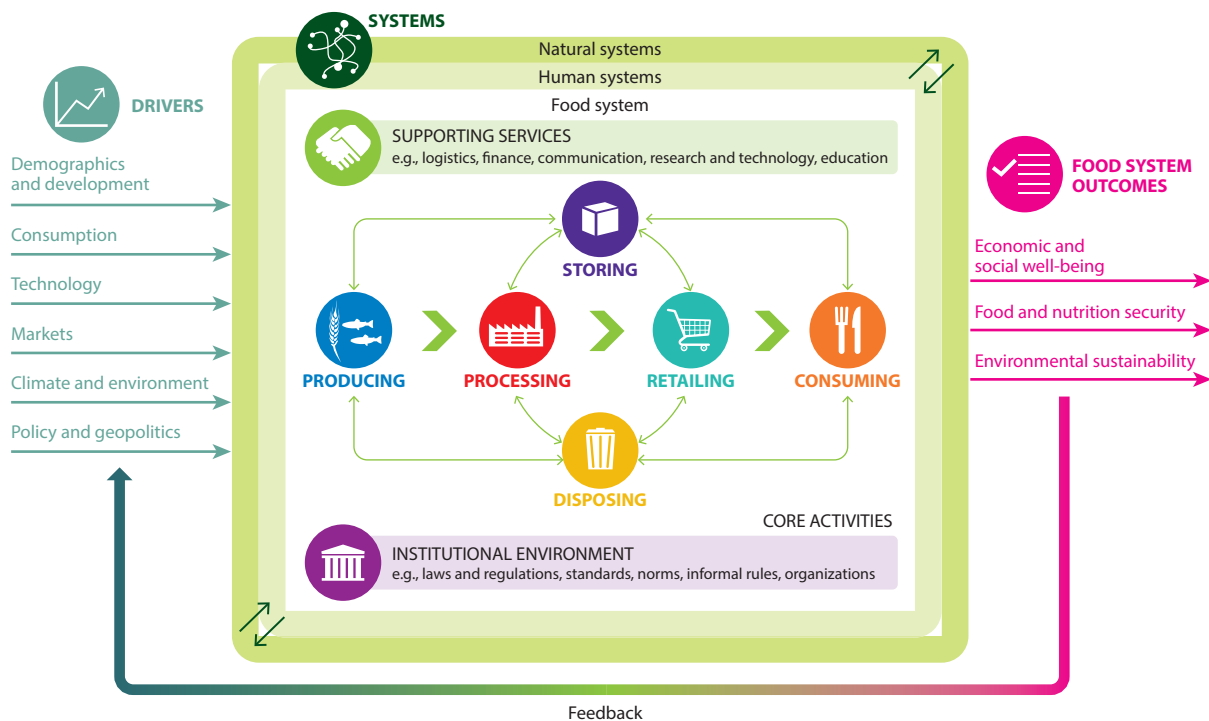 SYSTEMS
Natural systems
Human systems
Food system
DRIVERS
Demographics
and development
Consumption
Technology
Markets
Climate and environment
Policy and geopolitics
SUPPORTING SERVICES
e.g., logistics, finance, communication, research and technology, education
STORING
PRODUCING
PROCESSING
RETAILING
CONSUMING
DISPOSING
CORE ACTIVITIES
INSTITUTIONAL ENVIRONMENT
e.g., laws and regulations, standards, norms, informal rules, organizations
FOOD SYSTEM
OUTCOMES
Economic and
social well-being
Food and nutrition security
Environmental sustainability
Feedback